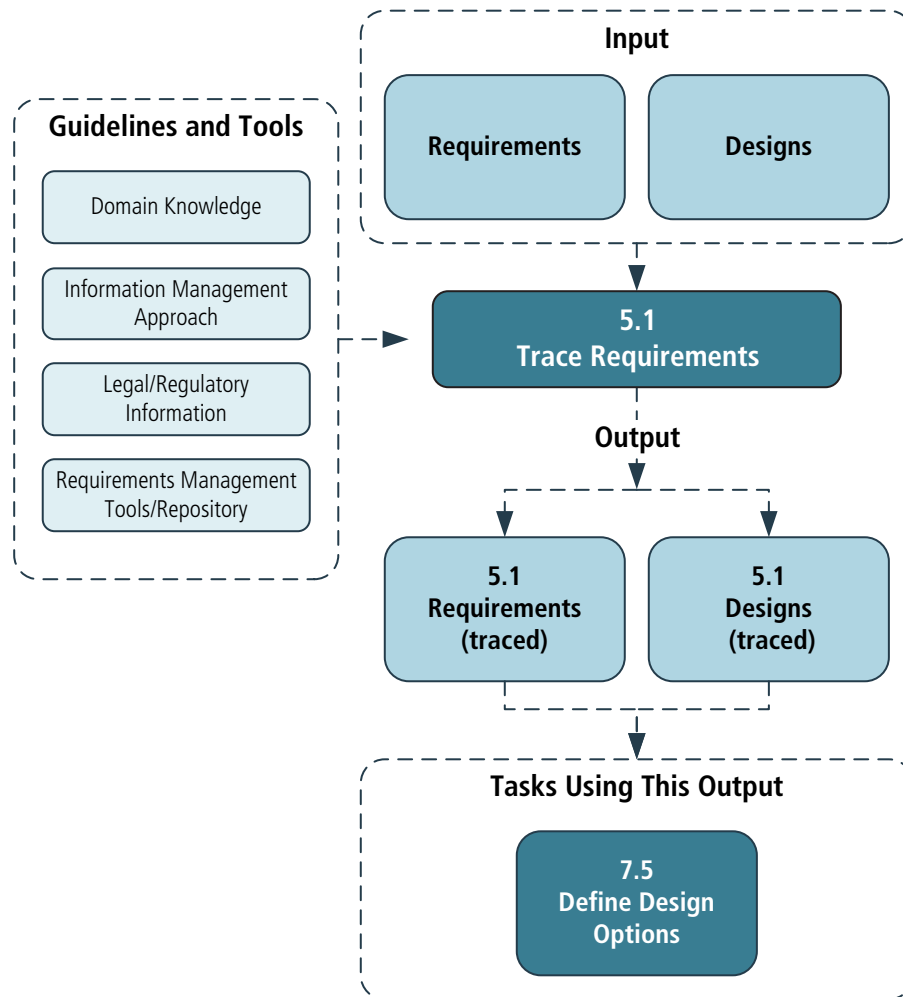 Input
Requirements
Designs
Guidelines and Tools
Domain Knowledge
Information Management
Approach
Legal/Regulatory
Information
Requirements Management
Tools/Repository
5.1
Trace Requirements
Output
5.1
Requirements
(traced)
5.1
Designs
(traced)
Tasks Using This Output
7.5
Define Design
Options